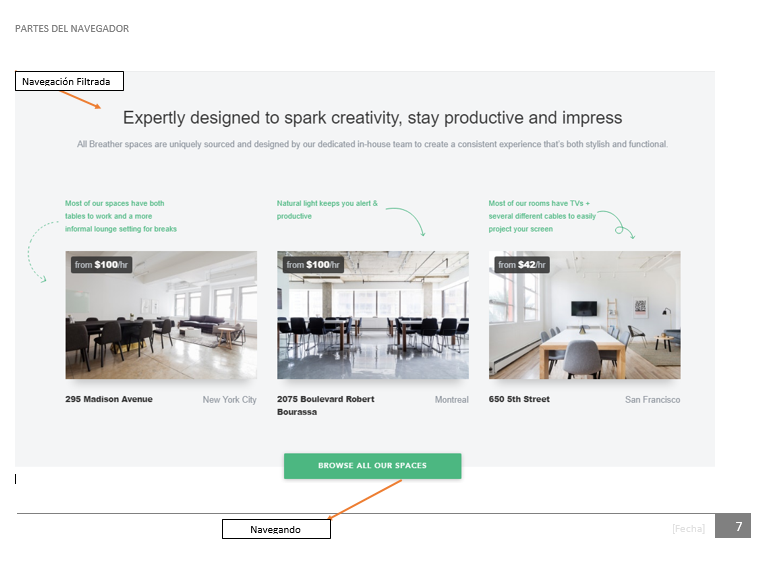 PARTES DEL NAVEGADOR
Navegación Filtrada
Expertly designed to spark creativity, stay productive and impress
All Breather spaces are uniquely sourced and designed by our dedicated in-house team to create a consistent experience that's both stylish and functional.
Most of our spaces have both
tables to work and a more
informal lounge setting for breaks
Natural light keeps you alert &
productive
Most of our rooms have TVs +
several different cables to easily
project your screen
from $100/hr
from $100/hr
from $42/hr
295 Madison Avenue
New York City
2075 Boulevard Robert
Bourassa
Montreal
650 5th Street
San Francisco
BROWSE ALL OUR SPACES
Navegando
[Fecha]
7